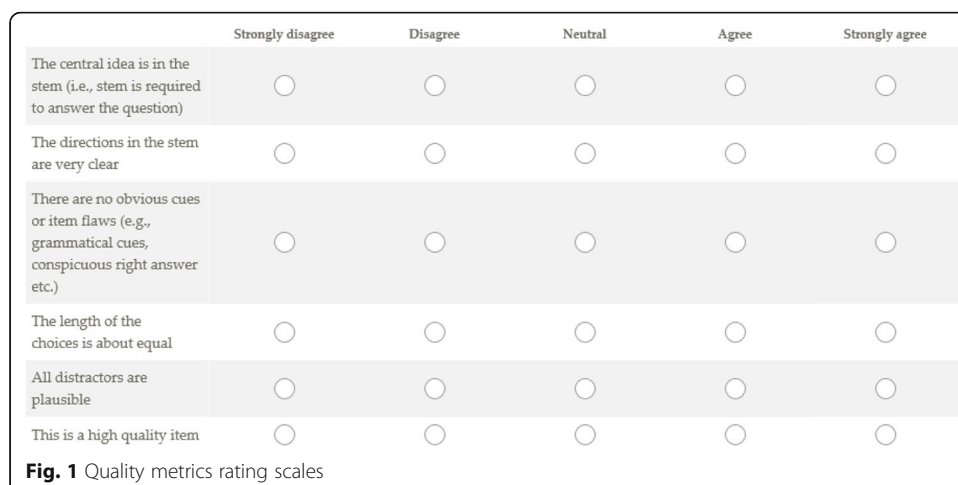 Strongly disagree Disagree Neutral Agree Strongly agree
The central idea is in the
stem (i.e., stem is required
to answer the question)
The directions in the stem
are very clear
There are no obvious cues
or item flaws (e.g.,
grammatical cues,
conspicuous right answer
etc.)
The length of the
choices is about equal
All distractors are
plausible
This is a high quality item
Fig. 1 Quality metrics rating scales